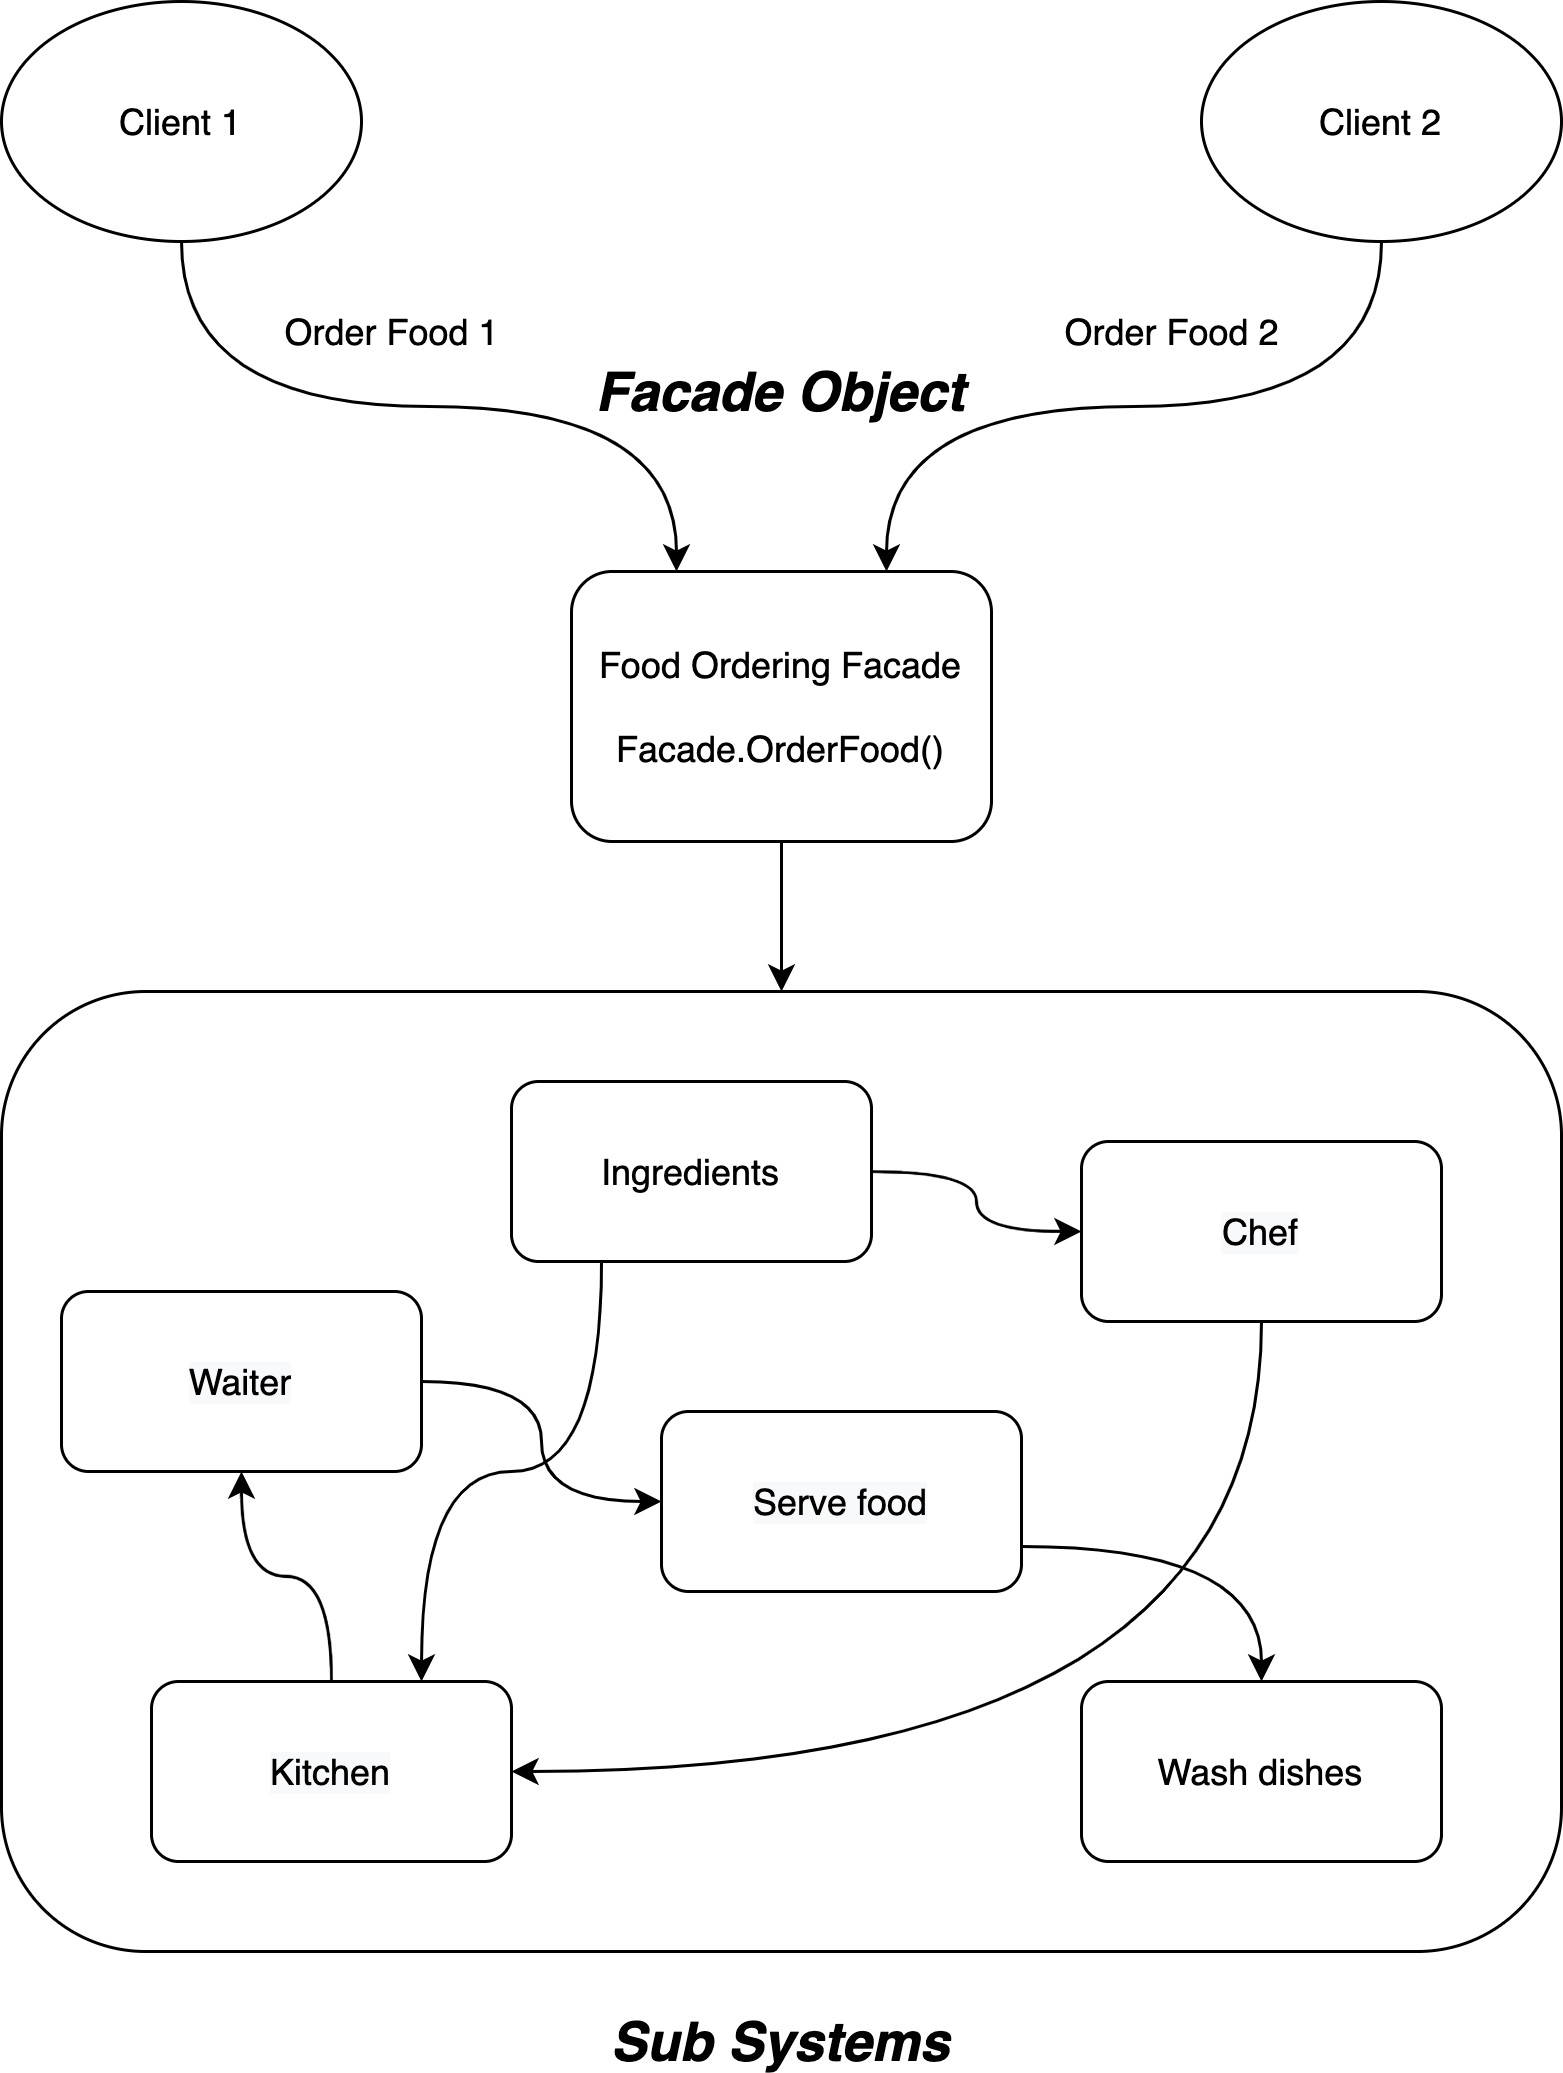 Client 1
Client 2
Order Food 1
Order Food 2
Facade Object
Food Ordering Facade
Facade.OrderFood()
Ingredients
Chef
Waiter
Serve food
Kitchen
Wash dishes
Sub Systems